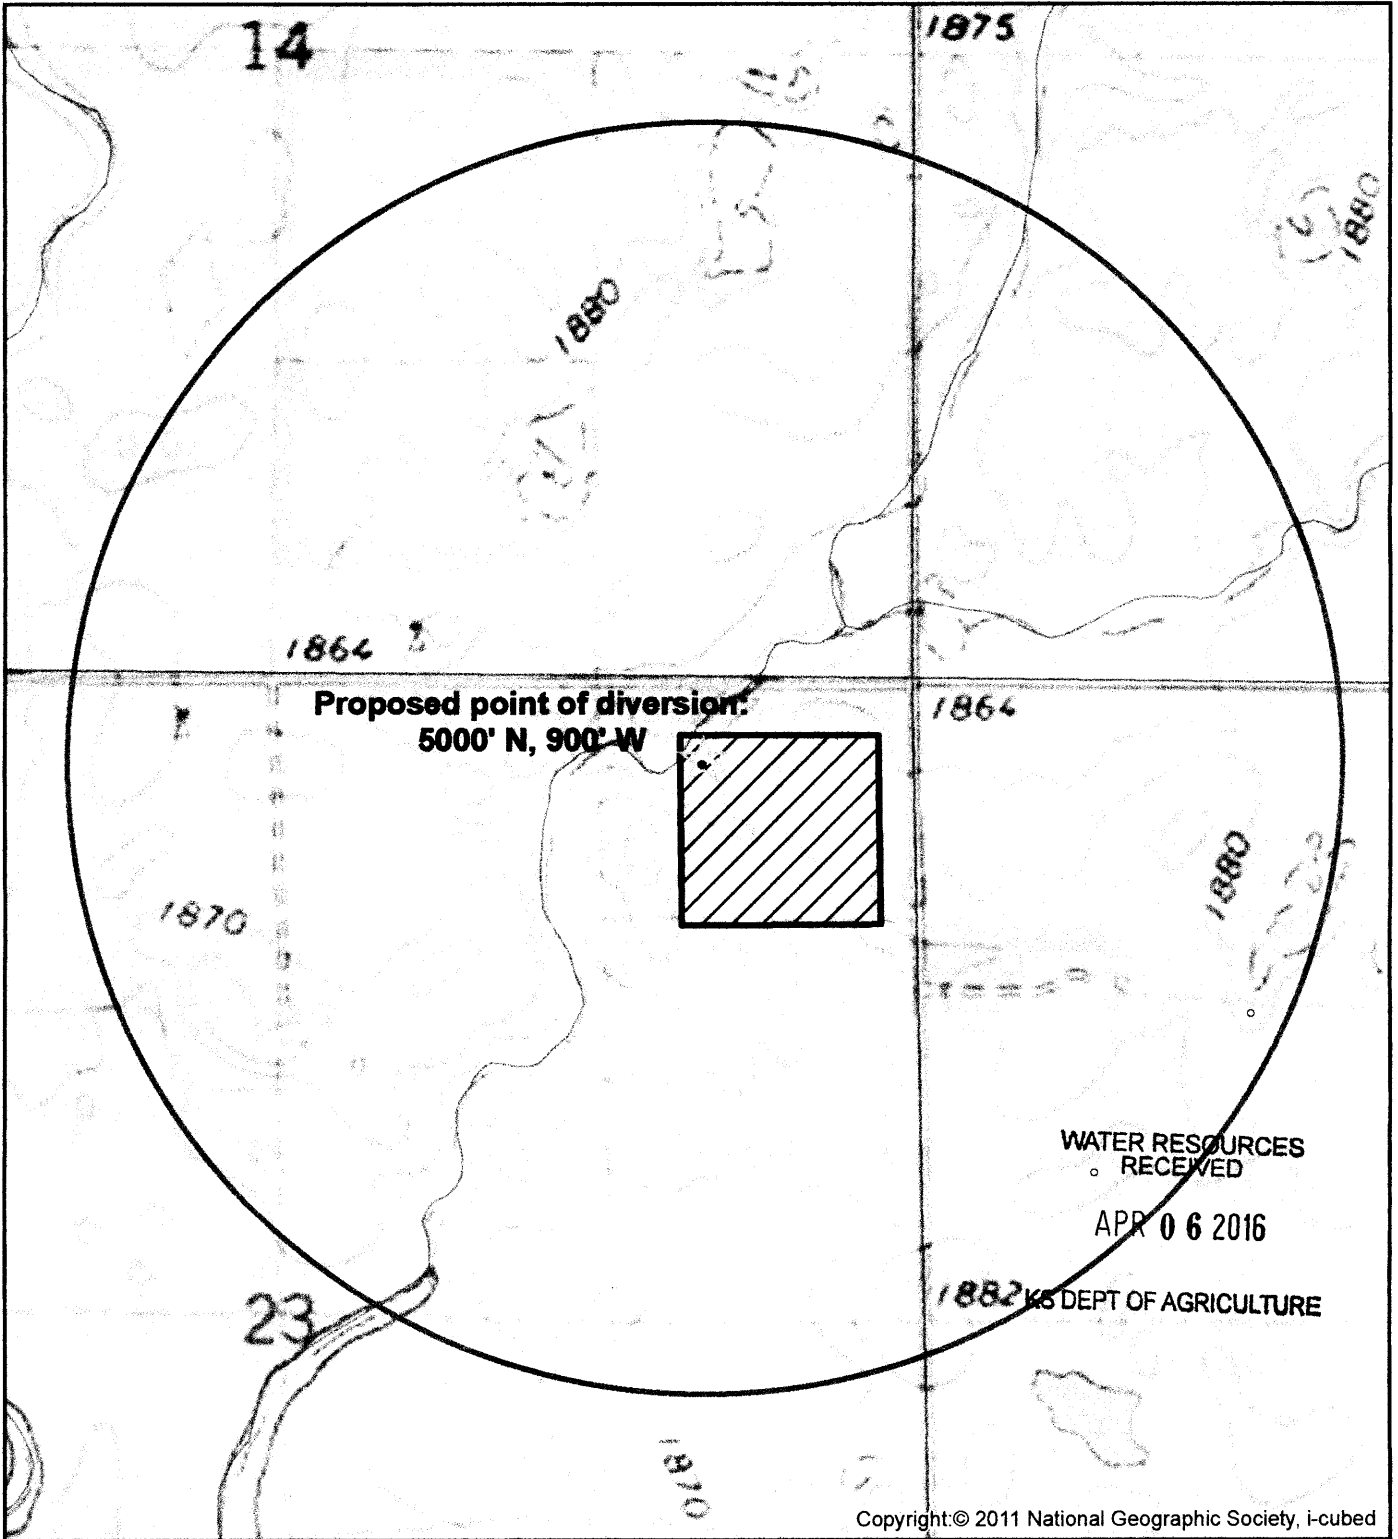 14
1875
1880
1880
1864
Proposed point of diversion:
5000' N, 900' W
1864
1880
1870
WATER RESOURCES
RECEIVED
APR 06 2016
1882
KS DEPT OF AGRICULTURE
23
1870
Copyright:© 2011 National Geographic Society, i-cubed